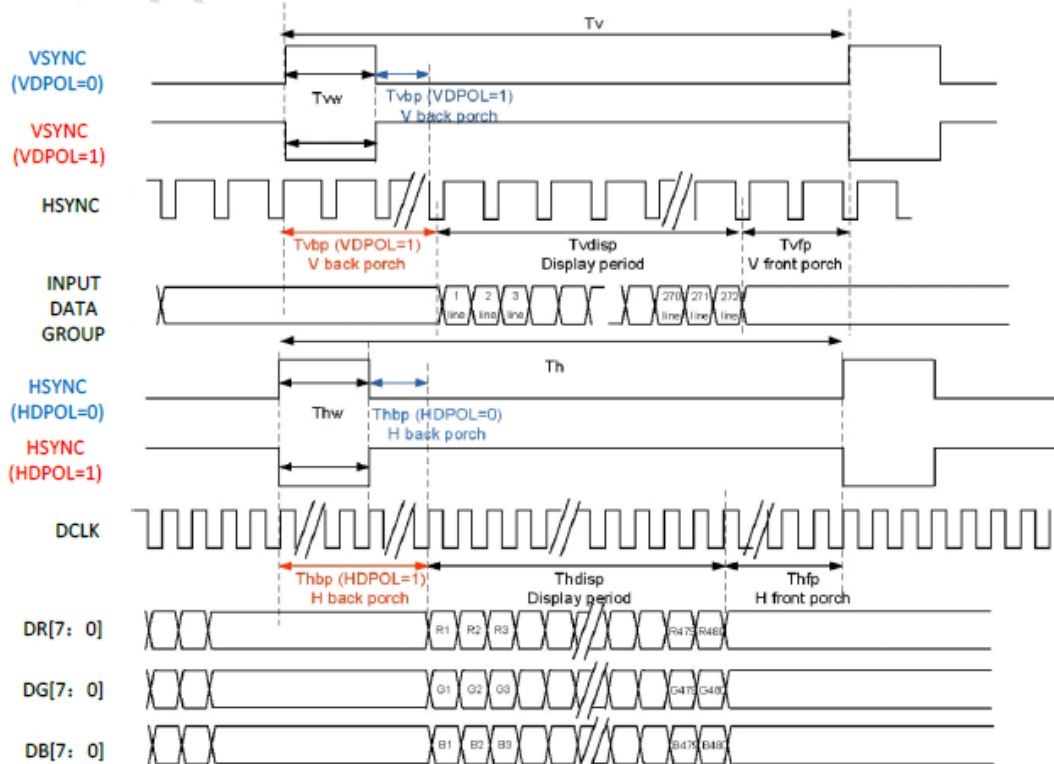 Tv
VSYNC
(VDPOL=0)
Tvw
Tvbp (VDPOL=1)
V back porch
VSYNC
(VDPOL=1)
HSYNC
Tvbp (VDPOL=1)
V back porch
Tvdisp
Display period
Tvfp
V front porch
INPUT
DATA
GROUP
1 line
2 line
3 line
270 line
271 line
272 line
Th
HSYNC
(HDPOL=0)
Thw
Thbp (HDPOL=0)
H back porch
HSYNC
(HDPOL=1)
DCLK
Thbp (HDPOL=1)
H back porch
Thdisp
Display period
Thfp
H front porch
DR[7: 0]
R1 R2 R3 R479 R480
DG[7: 0]
G1 G2 G3 G479 G480
DB[7: 0]
B1 B2 B3 B479 B480